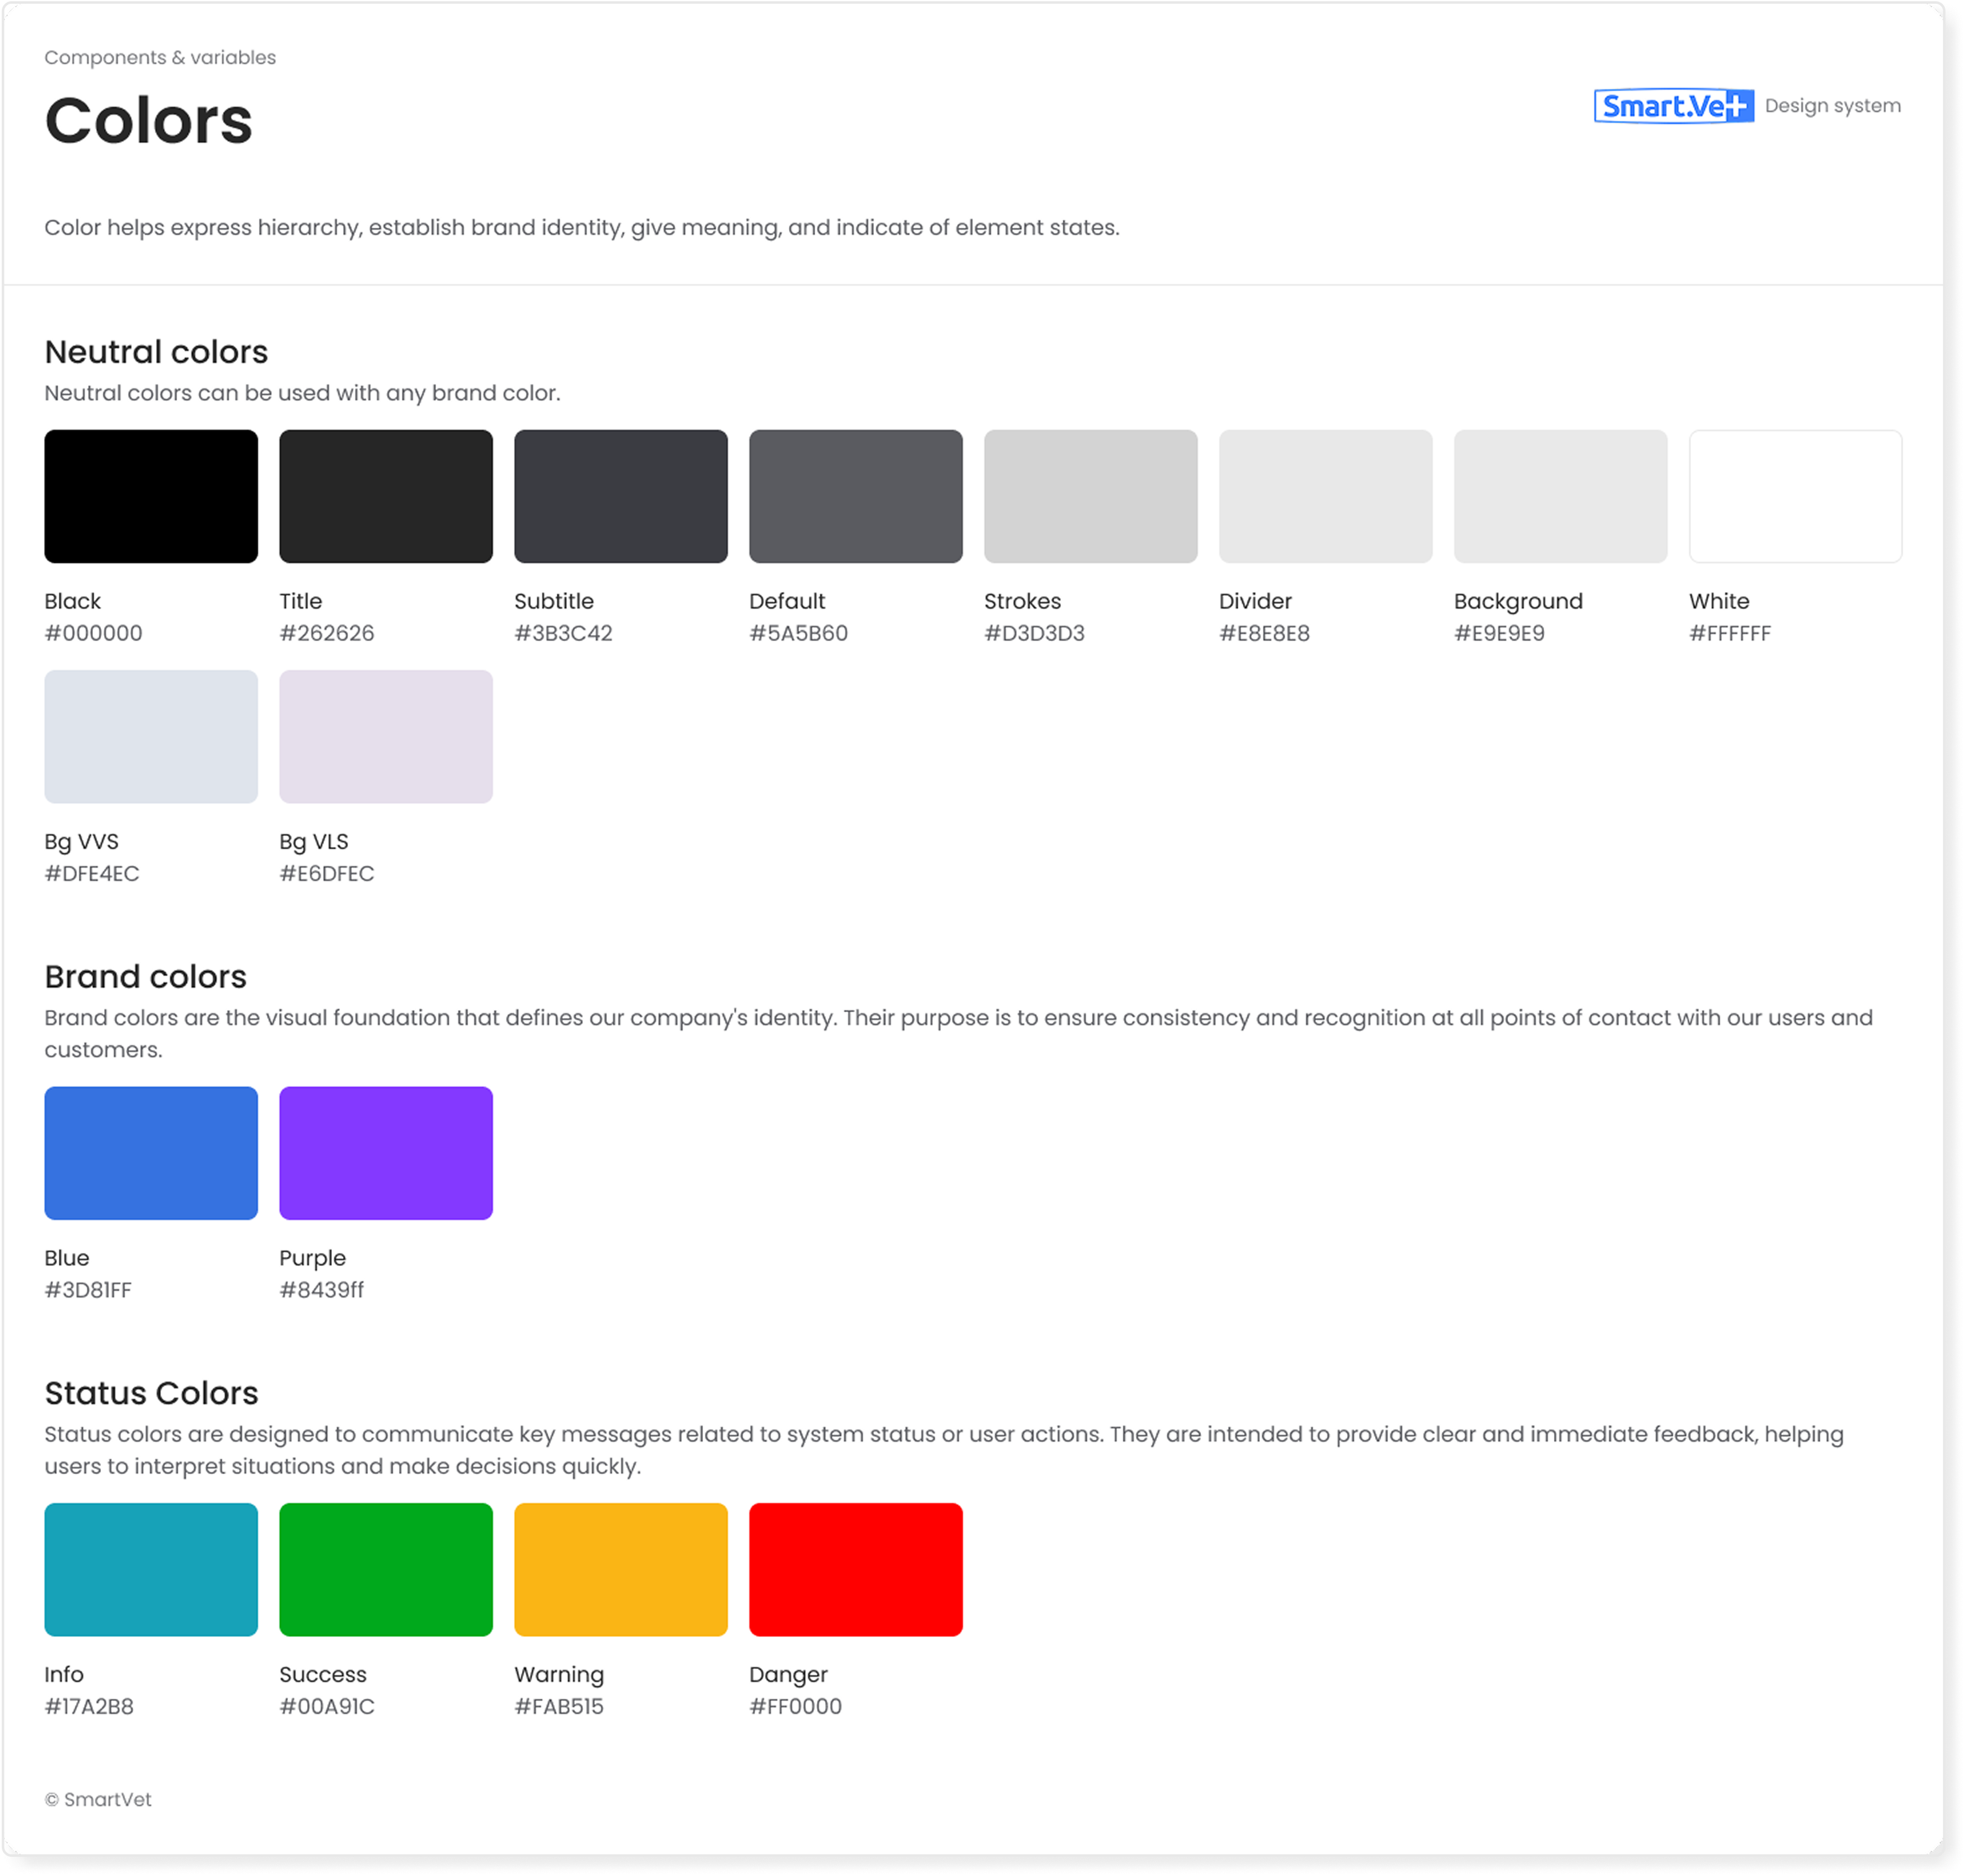 Components & variables
Colors
Smart.Vet Design system
Color helps express hierarchy, establish brand identity, give meaning, and indicate of element states.
Neutral colors
Neutral colors can be used with any brand color.
Black Title Subtitle Default Strokes Divider Background White
#000000 #262626 #3B3C42 #5A5B60 #D3D3D3 #E8E8E8 #E9E9E9 #FFFFFF
Bg VVS Bg VLS
#DFE4EC #E6DFEC
Brand colors
Brand colors are the visual foundation that defines our company's identity. Their purpose is to ensure consistency and recognition at all points of contact with our users and
customers.
Blue Purple
#3D81FF #8439ff
Status Colors
Status colors are designed to communicate key messages related to system status or user actions. They are intended to provide clear and immediate feedback, helping
users to interpret situations and make decisions quickly.
Info Success Warning Danger
#17A2B8 #00A91C #FAB515 #FF0000
© SmartVet